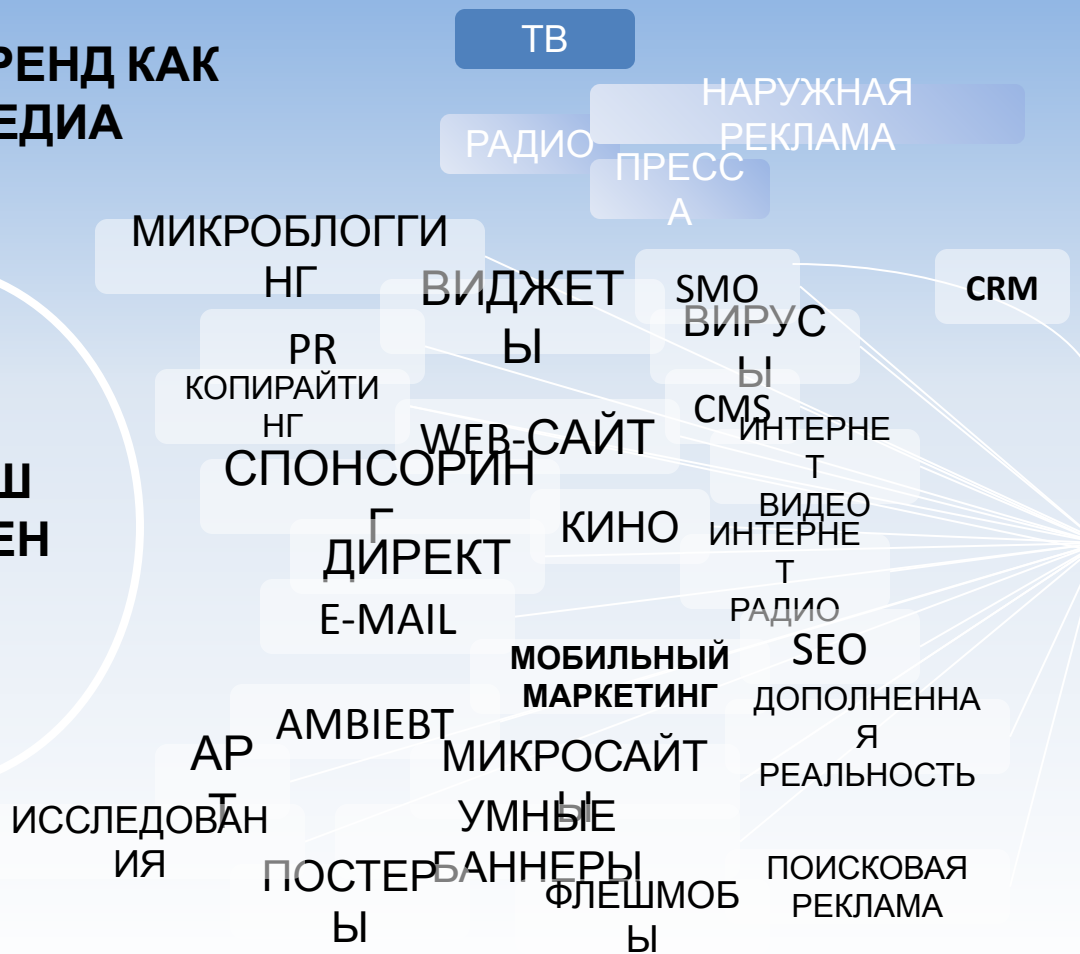 ТВ
РЕНД КАК
ЕДИА
НАРУЖНАЯ
РЕКЛАМА
РАДИО
ПРЕСС
А
МИКРОБЛОГГИ
НГ
ВИДЖЕТ
Ы
SMO
CRM
ВИРУС
Ы
PR
КОПИРАЙТИ
НГ
CMS
WEB-САЙТ
ИНТЕРНЕ
Т
ВИДЕО
СПОНСОРИН
Г
Ш
ЕН
КИНО
ИНТЕРНЕ
Т
РАДИО
ДИРЕКТ
E-MAIL
SEO
МОБИЛЬНЫЙ
МАРКЕТИНГ
ДОПОЛНЕННА
Я
РЕАЛЬНОСТЬ
AMBIEBT
АР
Т
МИКРОСАЙТ
Ы
ИССЛЕДОВАН
ИЯ
УМНЫЕ
БАННЕРЫ
ПОСТЕР
Ы
ФЛЕШМОБ
Ы
ПОИСКОВАЯ
РЕКЛАМА